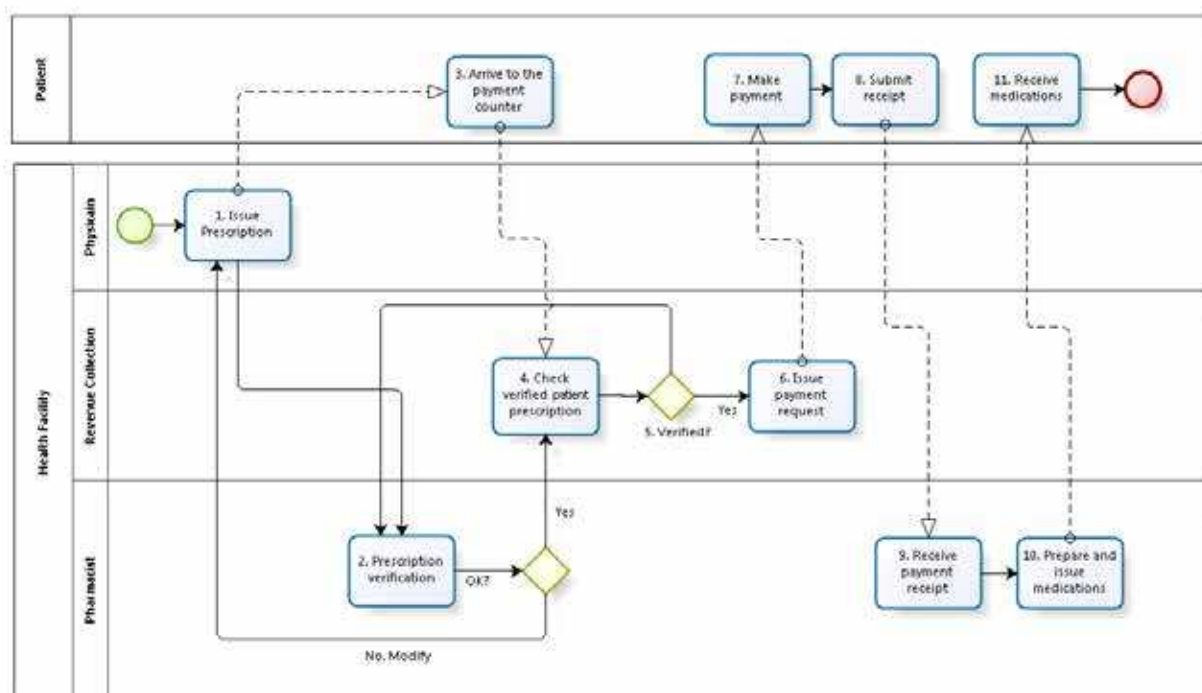 Patient
3. Arrive to the
payment
counter
7. Make
payment
8. Submit
receipt
11. Receive
medications
Health Facility
Physicain
1. Issue
Prescription
Revenue Collection
4. Check
verified patient
prescription
5. Verified?
Yes
6. Issue
payment
request
Pharmacist
Yes
2. Prescription
verification
OK?
No. Modify
9. Receive
payment
receipt
10. Prepare and
issue
medications